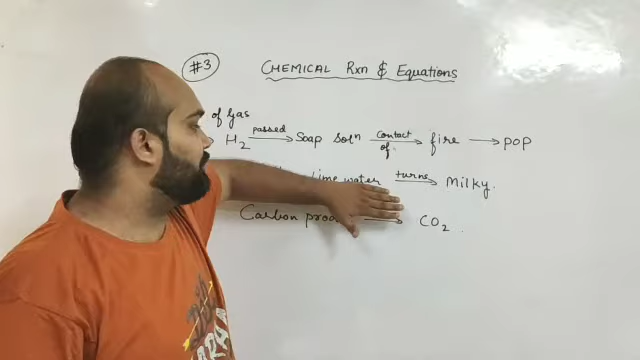 #3
CHEMICAL Rxn & Equations
of Gas
H2 passed → Soap Soln contact of → fire → POP
water turns → Milky.
Carbon → CO2